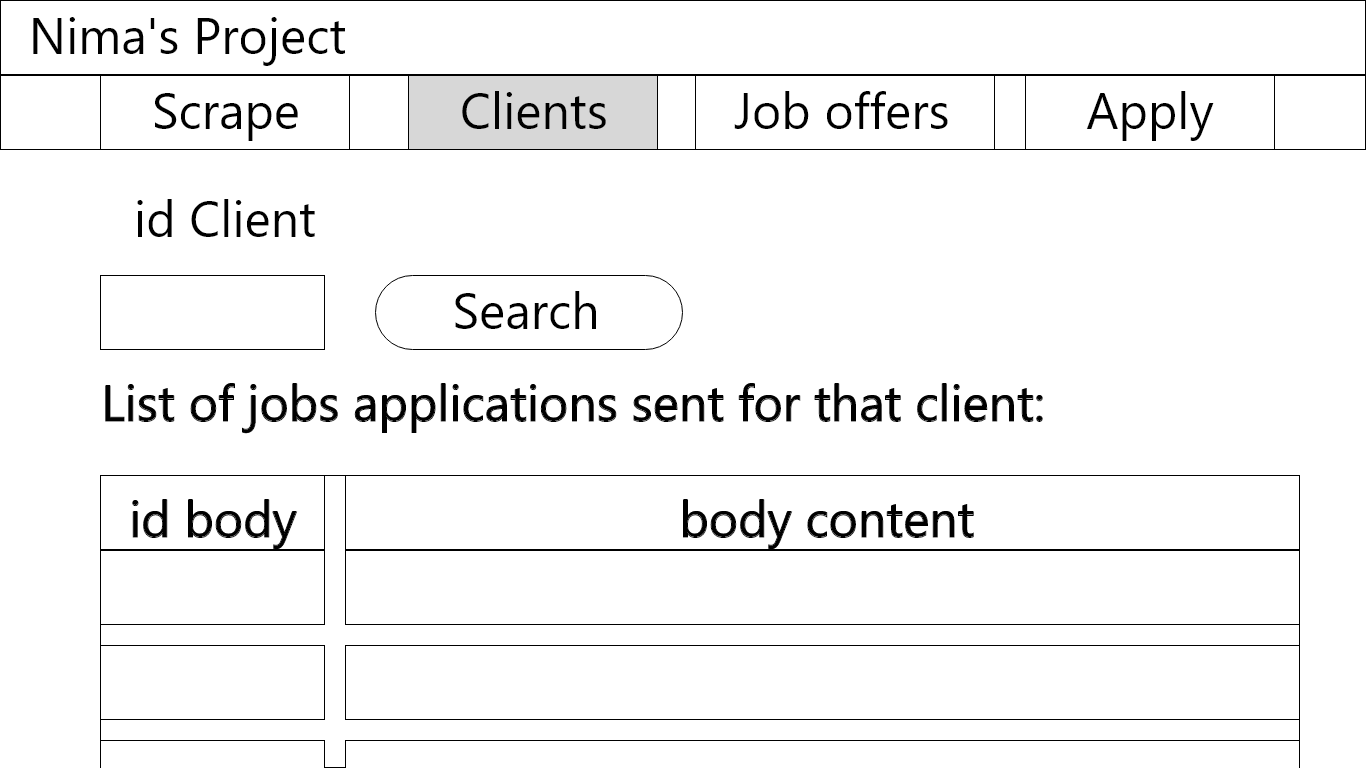 Nima's Project
Scrape Clients Job offers Apply
id Client
Search
List of jobs applications sent for that client:
id body body content